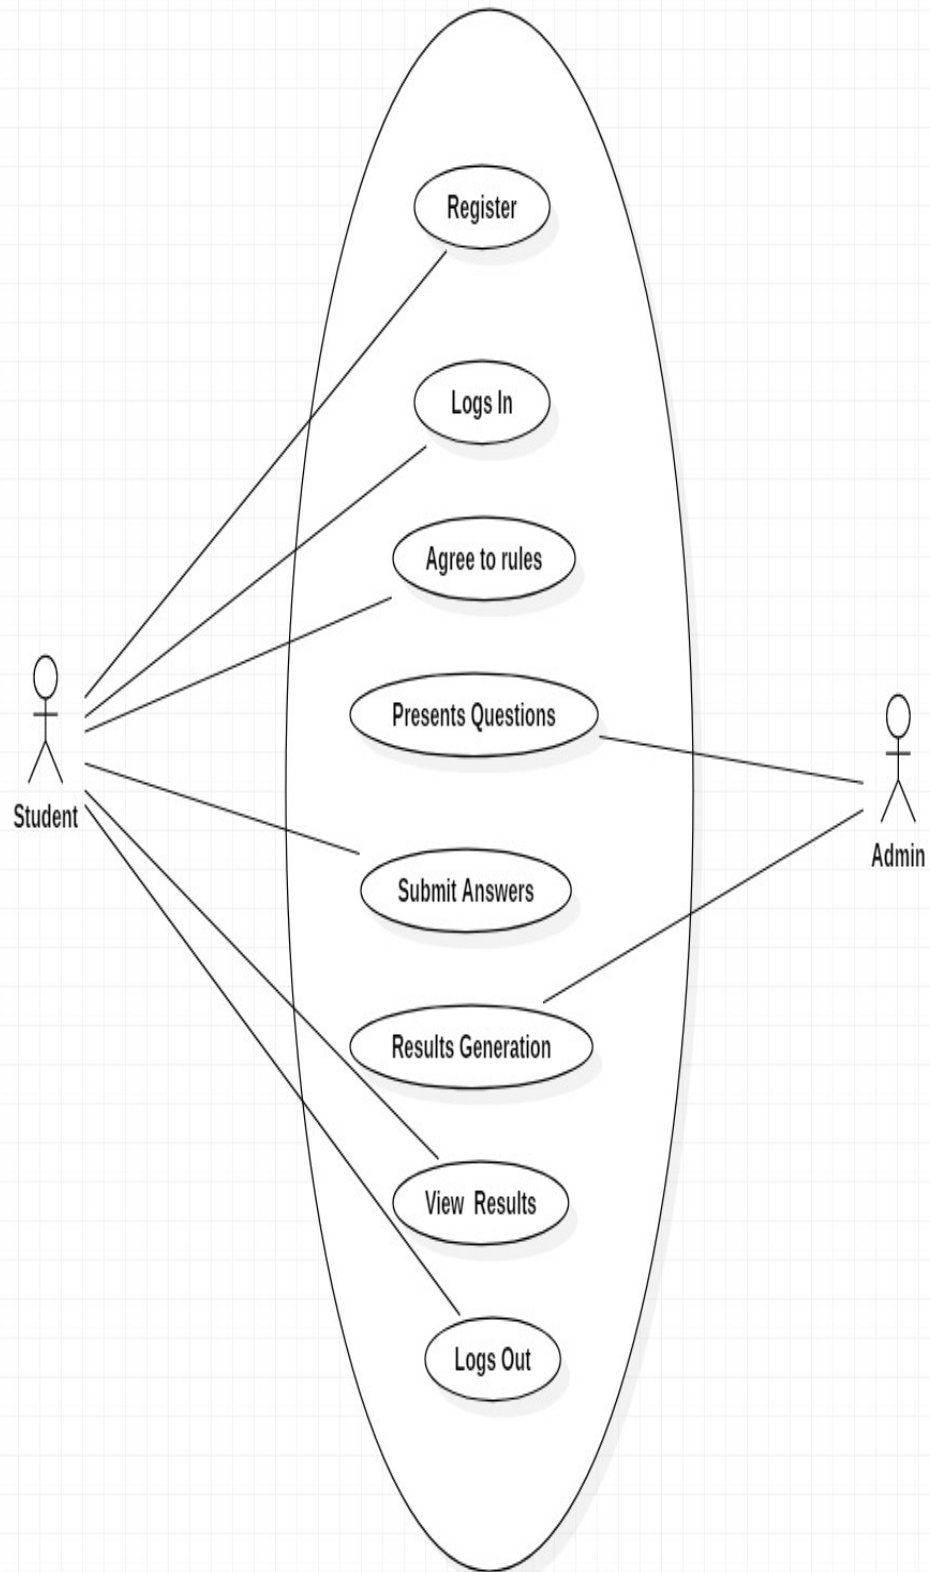 Register
Logs In
Agree to rules
Presents Questions
Student
Admin
Submit Answers
Results Generation
View  Results
Logs Out